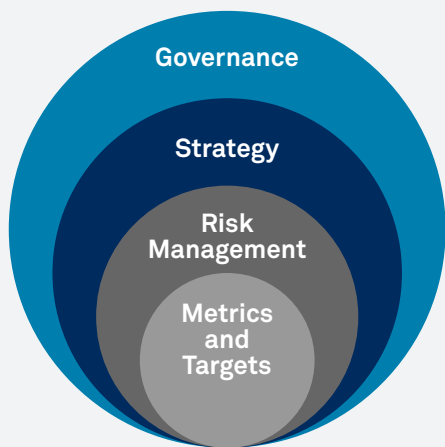 Governance
Strategy
Risk
Management
Metrics
and
Targets